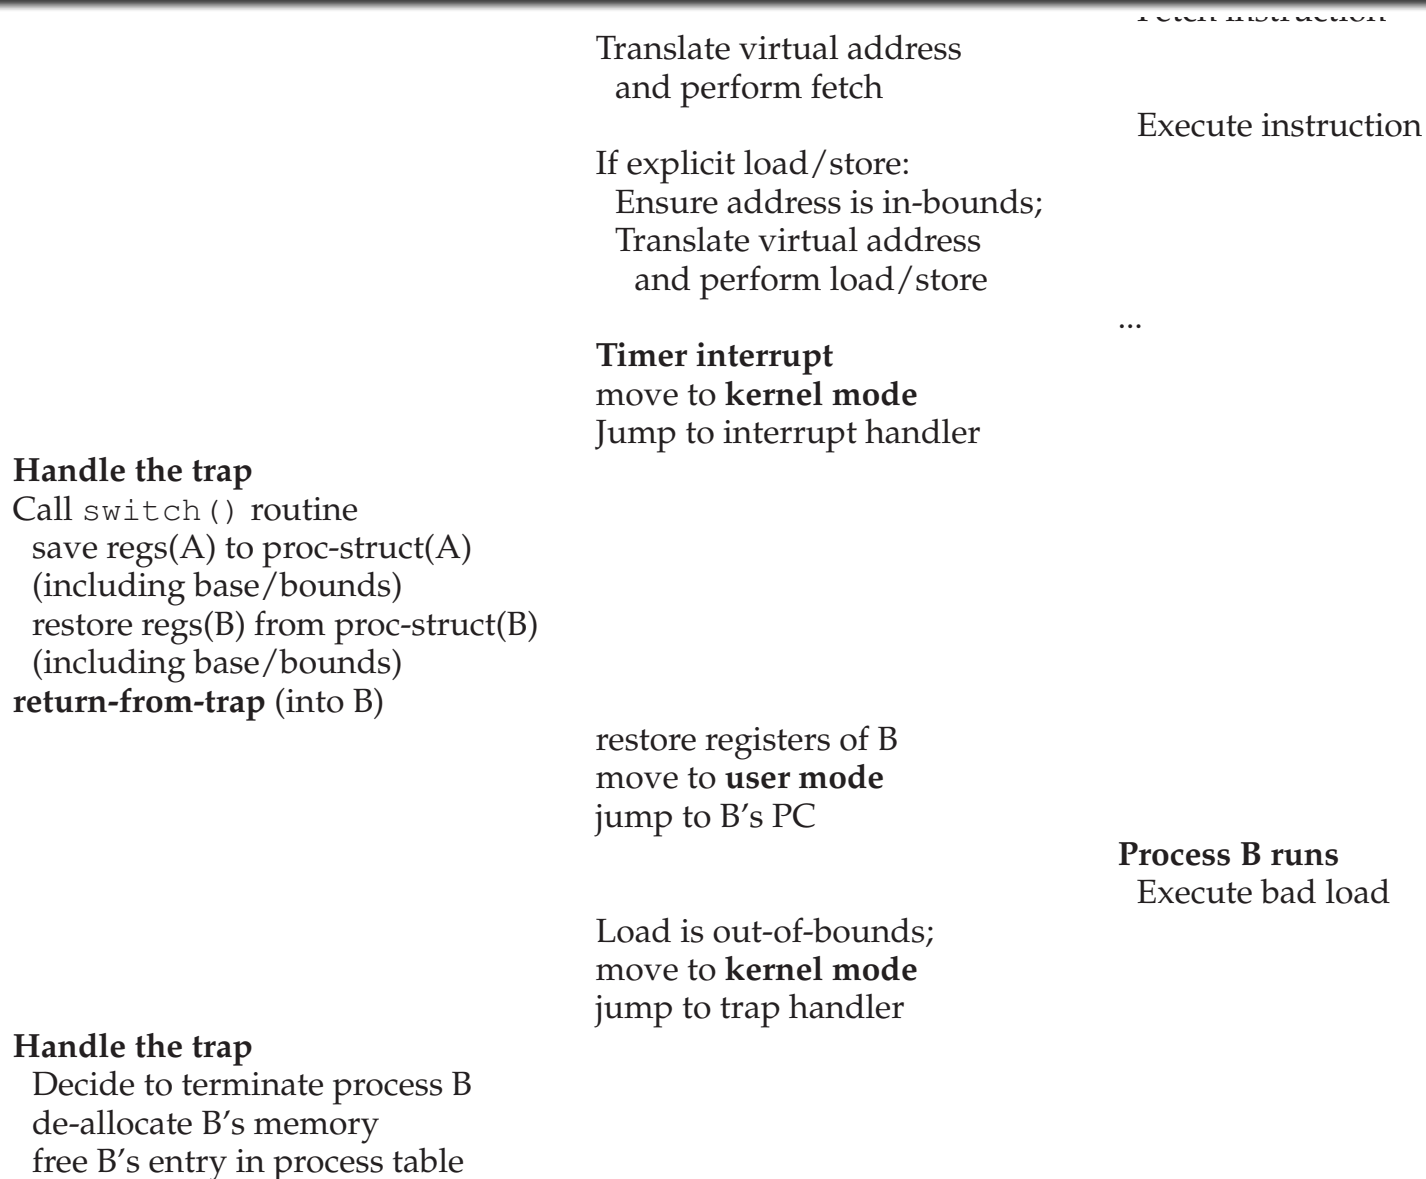 Fetch instruction
Translate virtual address
and perform fetch
Execute instruction
If explicit load/store:
Ensure address is in-bounds;
Translate virtual address
and perform load/store
...
Timer interrupt
move to kernel mode
Jump to interrupt handler
Handle the trap
Call switch() routine
save regs(A) to proc-struct(A)
(including base/bounds)
restore regs(B) from proc-struct(B)
(including base/bounds)
return-from-trap (into B)
restore registers of B
move to user mode
jump to B's PC
Process B runs
Execute bad load
Load is out-of-bounds;
move to kernel mode
jump to trap handler
Handle the trap
Decide to terminate process B
de-allocate B's memory
free B's entry in process table